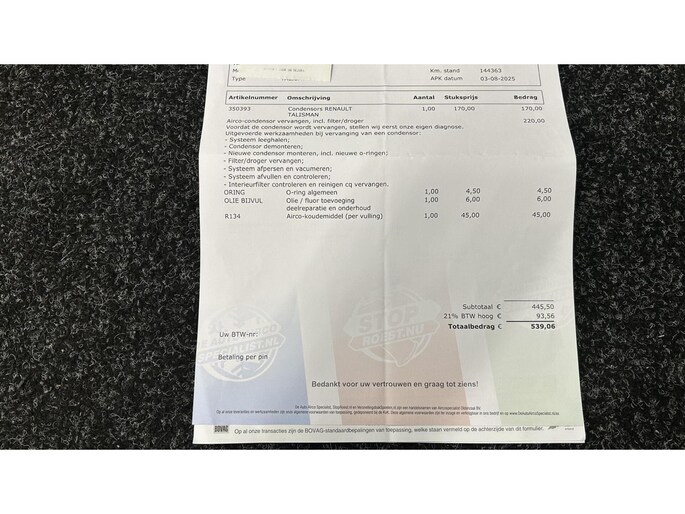 Km. stand 144363
Type APK datum 03-08-2025
Artikelnummer Omschrijving Aantal Stuksprijs Bedrag
350393 Condensors RENAULT 1,00 170,00 170,00
TALISMAN
Airco-condensor vervangen, incl. filter/droger 220,00
Voordat de condensor wordt vervangen, stellen wij eerst onze eigen diagnose.
Uitgevoerde werkzaamheden bij vervanging van een condensor:
- Systeem leeghalen;
- Condensor demonteren;
- Nieuwe condensor monteren, incl. nieuwe o-ringen;
- Filter/droger vervangen;
- Systeem afpersen en vacumeren;
- Systeem afvullen en controleren;
- Interieurfilter controleren en reinigen cq vervangen.
ORING O-ring algemeen 1,00 4,50 4,50
OLIE BIJVUL Olie / fluor toevoeging 1,00 6,00 6,00
deelreparatie en onderhoud
R134 Airco-koudemiddel (per vulling) 1,00 45,00 45,00
Subtotaal € 445,50
21% BTW hoog € 93,56
Totaalbedrag € 539,06
STOP
ROEST.NU
SPECIALIST.NL
Uw BTW-nr:
Betaling per pin
Bedankt voor uw vertrouwen en graag tot ziens!
BOVAG Op al onze transacties zijn de BOVAG-standaardbepalingen van toepassing, welke staan vermeld op de achterzijde van dit formulier.